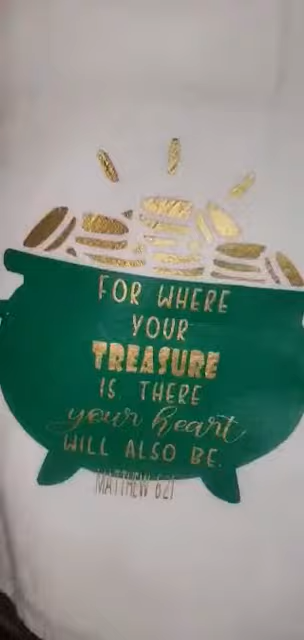 FOR WHERE
YOUR
TREASURE
IS THERE
your heart
WILL ALSO BE.
MATTHEW 6:21